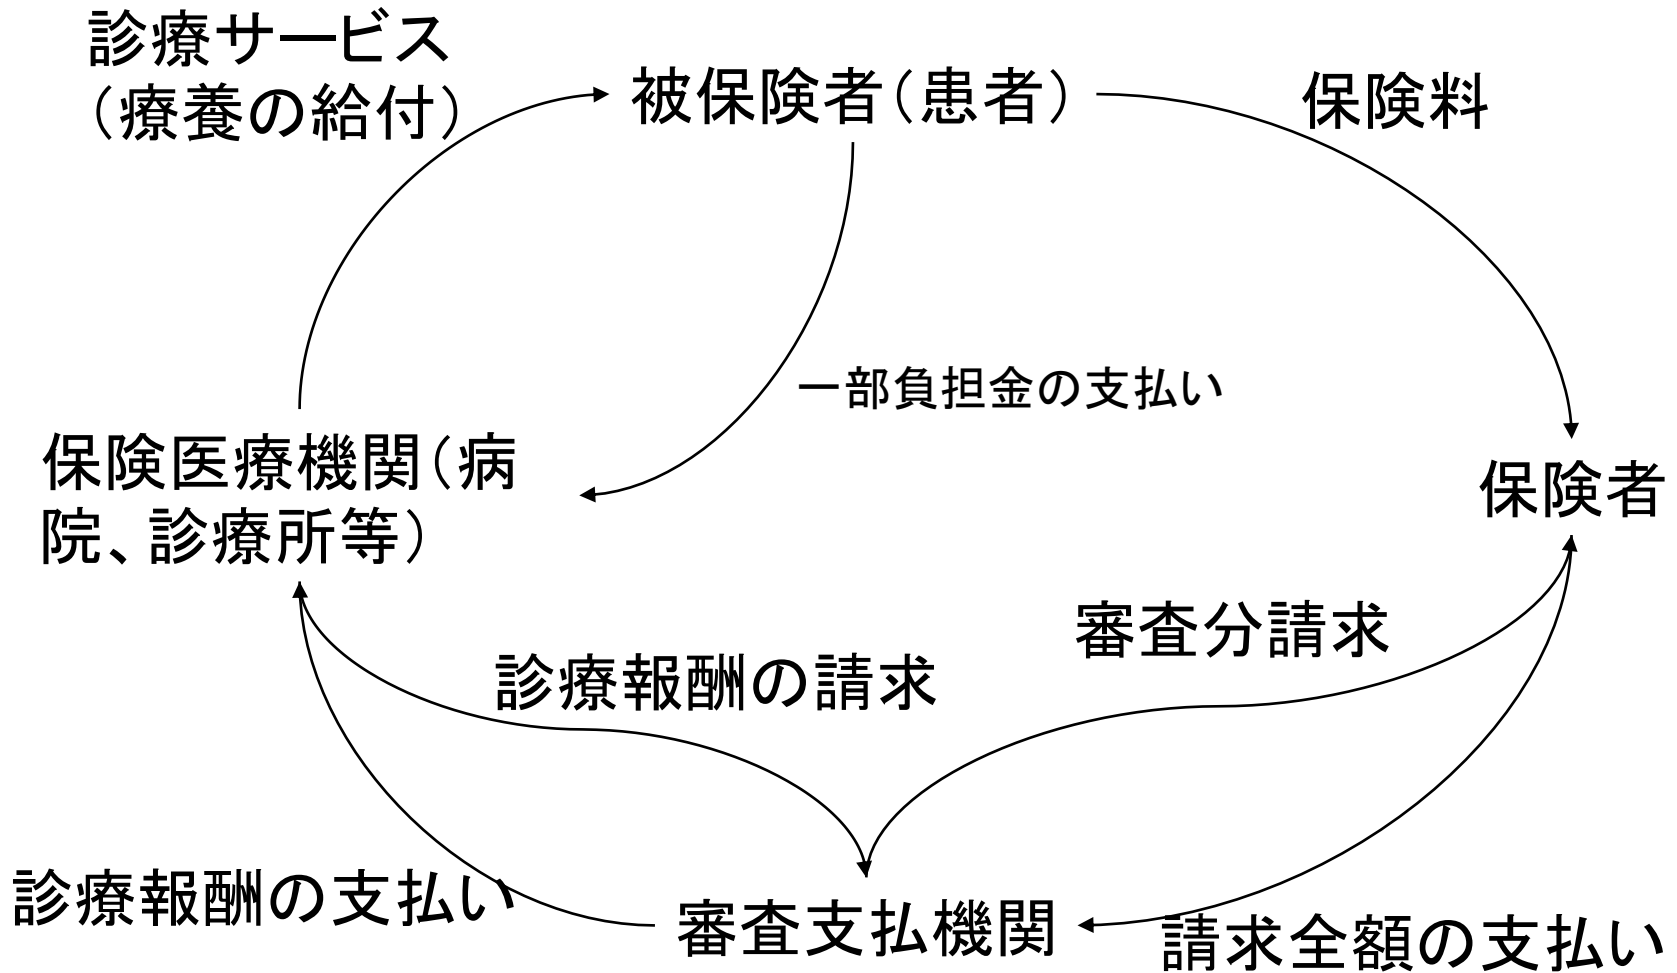 診療サービス
（療養の給付）
被保険者（患者）
保険料
一部負担金の支払い
保険医療機関（病
院、診療所等）
保険者
審査分請求
診療報酬の請求
診療報酬の支払い
審査支払機関
請求全額の支払い